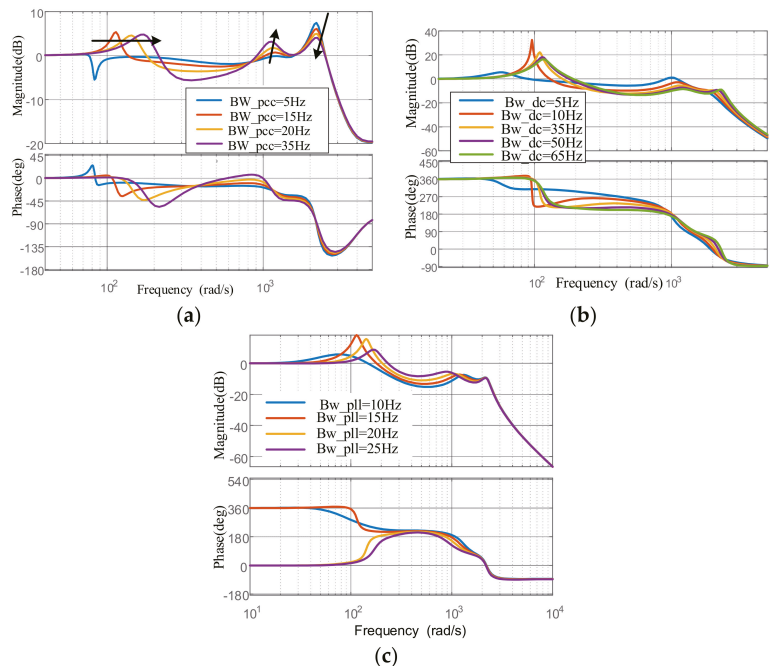 10
0
-10
-20
Magnitude(dB)
BW_pcc=5Hz
BW_pcc=15Hz
BW_pcc=20Hz
BW_pcc=35Hz
45
0
-45
-90
-135
-180
Phase(deg)
10²
10³
Frequency (rad/s)
(a)
40
20
0
-20
-40
-60
Magnitude(dB)
Bw_dc=5Hz
Bw_dc=10Hz
Bw_dc=35Hz
Bw_dc=50Hz
Bw_dc=65Hz
450
360
270
180
90
0
-90
Phase(deg)
10²
10³
Frequency (rad/s)
(b)
0
-20
-40
-60
Magnitude(dB)
Bw_pll=10Hz
Bw_pll=15Hz
Bw_pll=20Hz
Bw_pll=25Hz
540
360
180
0
-180
Phase(deg)
10¹
10²
10³
10⁴
Frequency (rad/s)
(c)